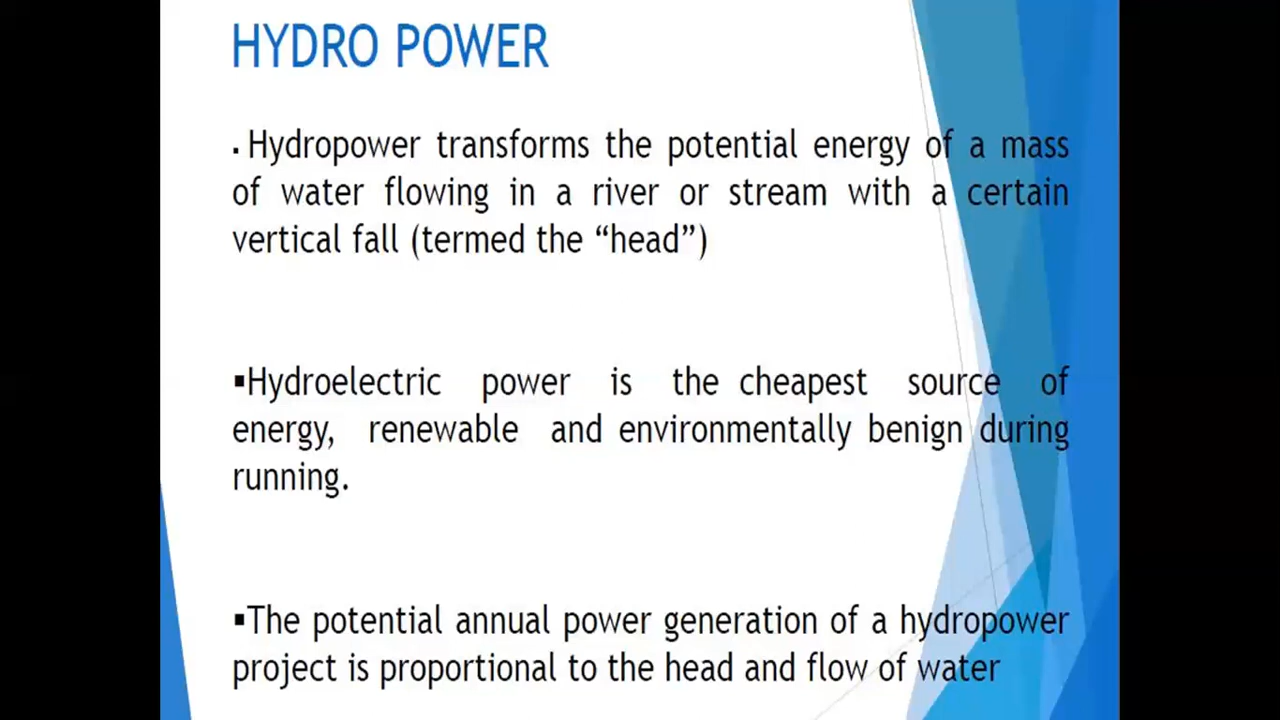 HYDRO POWER
▪ Hydropower transforms the potential energy of a mass
of water flowing in a river or stream with a certain
vertical fall (termed the “head”)
▪Hydroelectric power is the cheapest source of
energy, renewable and environmentally benign during
running.
▪The potential annual power generation of a hydropower
project is proportional to the head and flow of water